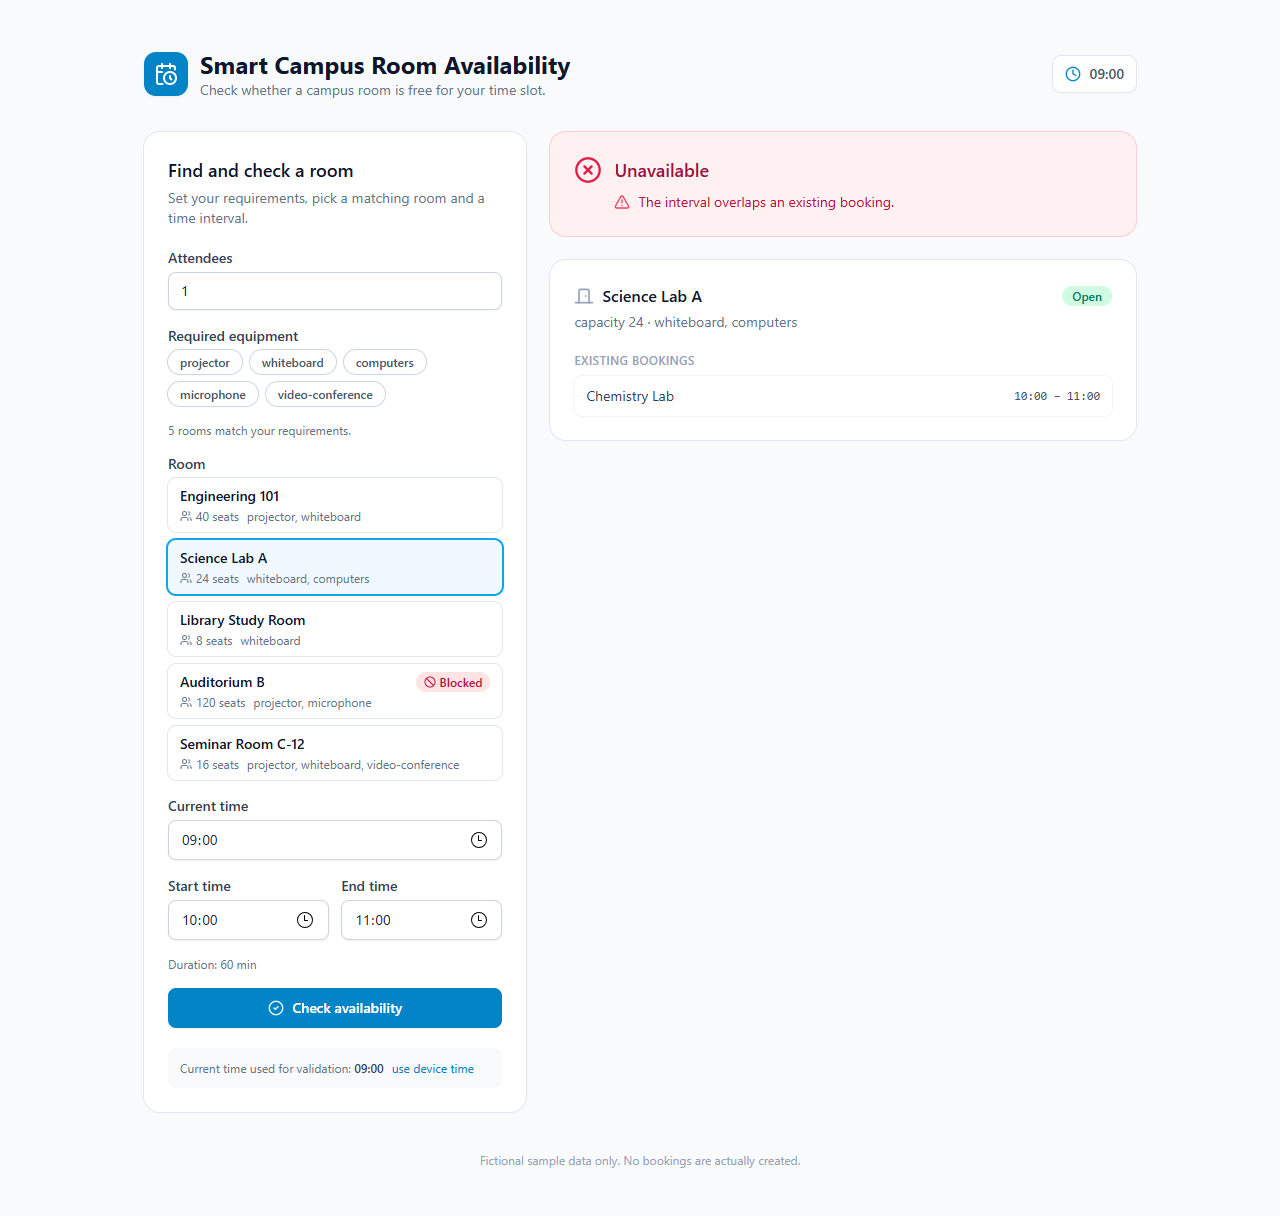 Smart Campus Room Availability
Check whether a campus room is free for your time slot.
09:00
Find and check a room
Set your requirements, pick a matching room and a
time interval.
Attendees
1
Required equipment
projector
whiteboard
computers
microphone
video-conference
5 rooms match your requirements.
Room
Engineering 101
40 seats projector, whiteboard
Science Lab A
24 seats whiteboard, computers
Library Study Room
8 seats whiteboard
Auditorium B
Blocked
120 seats projector, microphone
Seminar Room C-12
16 seats projector, whiteboard, video-conference
Current time
09:00
Start time
End time
10:00
11:00
Duration: 60 min
Check availability
Current time used for validation: 09:00 use device time
Unavailable
The interval overlaps an existing booking.
Science Lab A
Open
capacity 24 · whiteboard, computers
EXISTING BOOKINGS
Chemistry Lab
10:00 – 11:00
Fictional sample data only. No bookings are actually created.